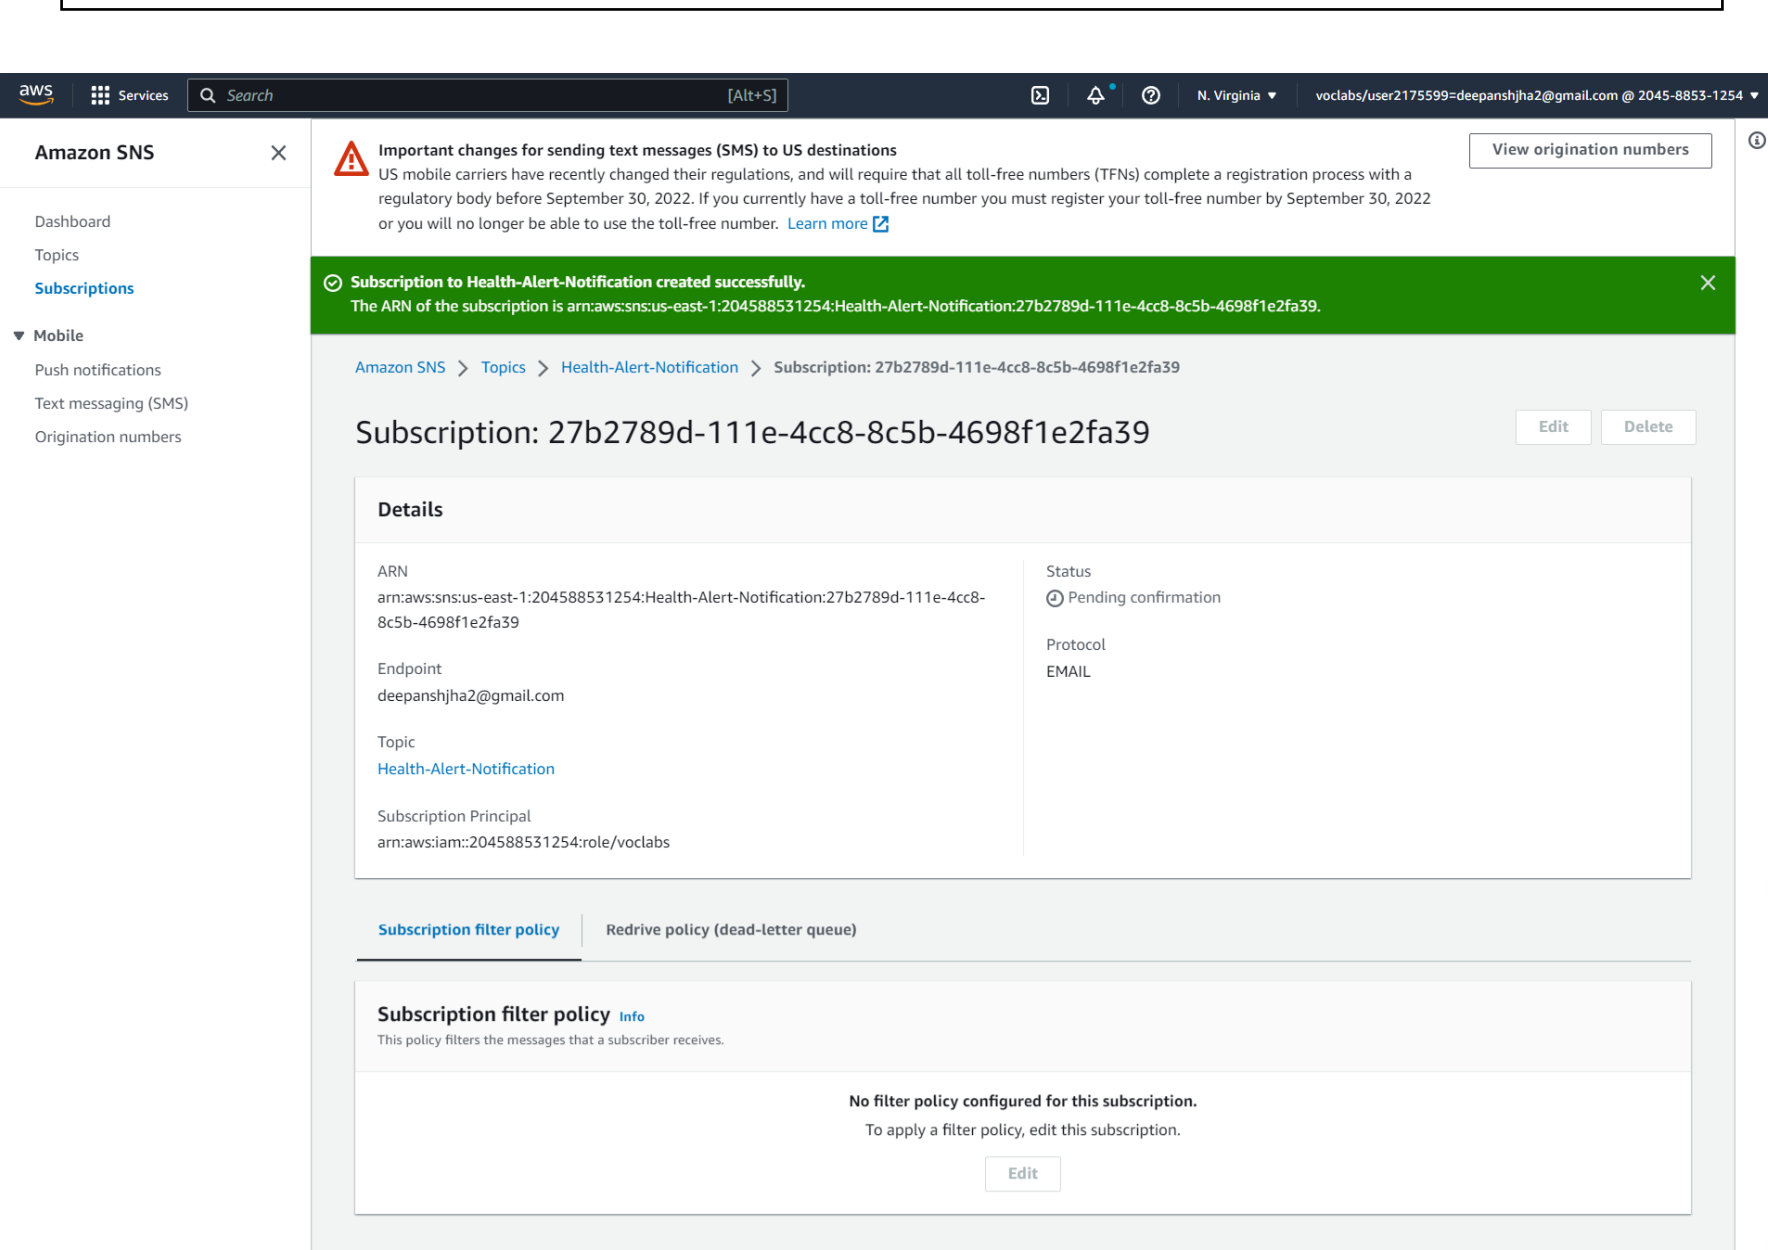 aws
Services
Search
[Alt+S]
N. Virginia ▼
voclabs/user2175599=deepanshjha2@gmail.com @ 2045-8853-1254 ▼
Amazon SNS
Dashboard
Topics
Subscriptions
Mobile
Push notifications
Text messaging (SMS)
Origination numbers
Important changes for sending text messages (SMS) to US destinations
US mobile carriers have recently changed their regulations, and will require that all toll-free numbers (TFNs) complete a registration process with a
regulatory body before September 30, 2022. If you currently have a toll-free number you must register your toll-free number by September 30, 2022
or you will no longer be able to use the toll-free number. Learn more
View origination numbers
Subscription to Health-Alert-Notification created successfully.
The ARN of the subscription is arn:aws:sns:us-east-1:204588531254:Health-Alert-Notification:27b2789d-111e-4cc8-8c5b-4698f1e2fa39.
Amazon SNS > Topics > Health-Alert-Notification > Subscription: 27b2789d-111e-4cc8-8c5b-4698f1e2fa39
Subscription: 27b2789d-111e-4cc8-8c5b-4698f1e2fa39
Edit
Delete
Details
ARN
arn:aws:sns:us-east-1:204588531254:Health-Alert-Notification:27b2789d-111e-4cc8-
8c5b-4698f1e2fa39
Endpoint
deepanshjha2@gmail.com
Topic
Health-Alert-Notification
Subscription Principal
arn:aws:iam::204588531254:role/voclabs
Status
Pending confirmation
Protocol
EMAIL
Subscription filter policy
Redrive policy (dead-letter queue)
Subscription filter policy Info
This policy filters the messages that a subscriber receives.
No filter policy configured for this subscription.
To apply a filter policy, edit this subscription.
Edit